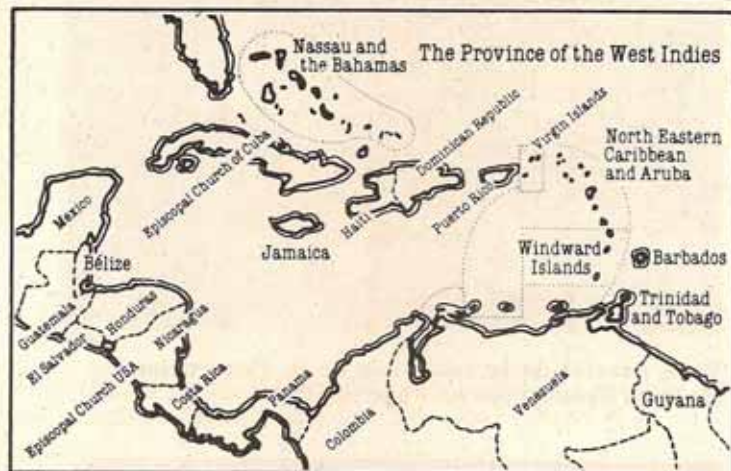 Nassau and
the Bahamas
The Province of the West Indies
Episcopal Church of Cuba
Dominican Republic
Virgin Islands
North Eastern
Caribbean
and Aruba
Mexico
Haiti
Puerto Rico
Jamaica
Bélize
Windward
Islands
Barbados
Guatemala
Honduras
Trinidad
and Tobago
El Salvador
Nicaragua
Episcopal Church USA
Costa Rica
Panama
Colombia
Venezuela
Guyana